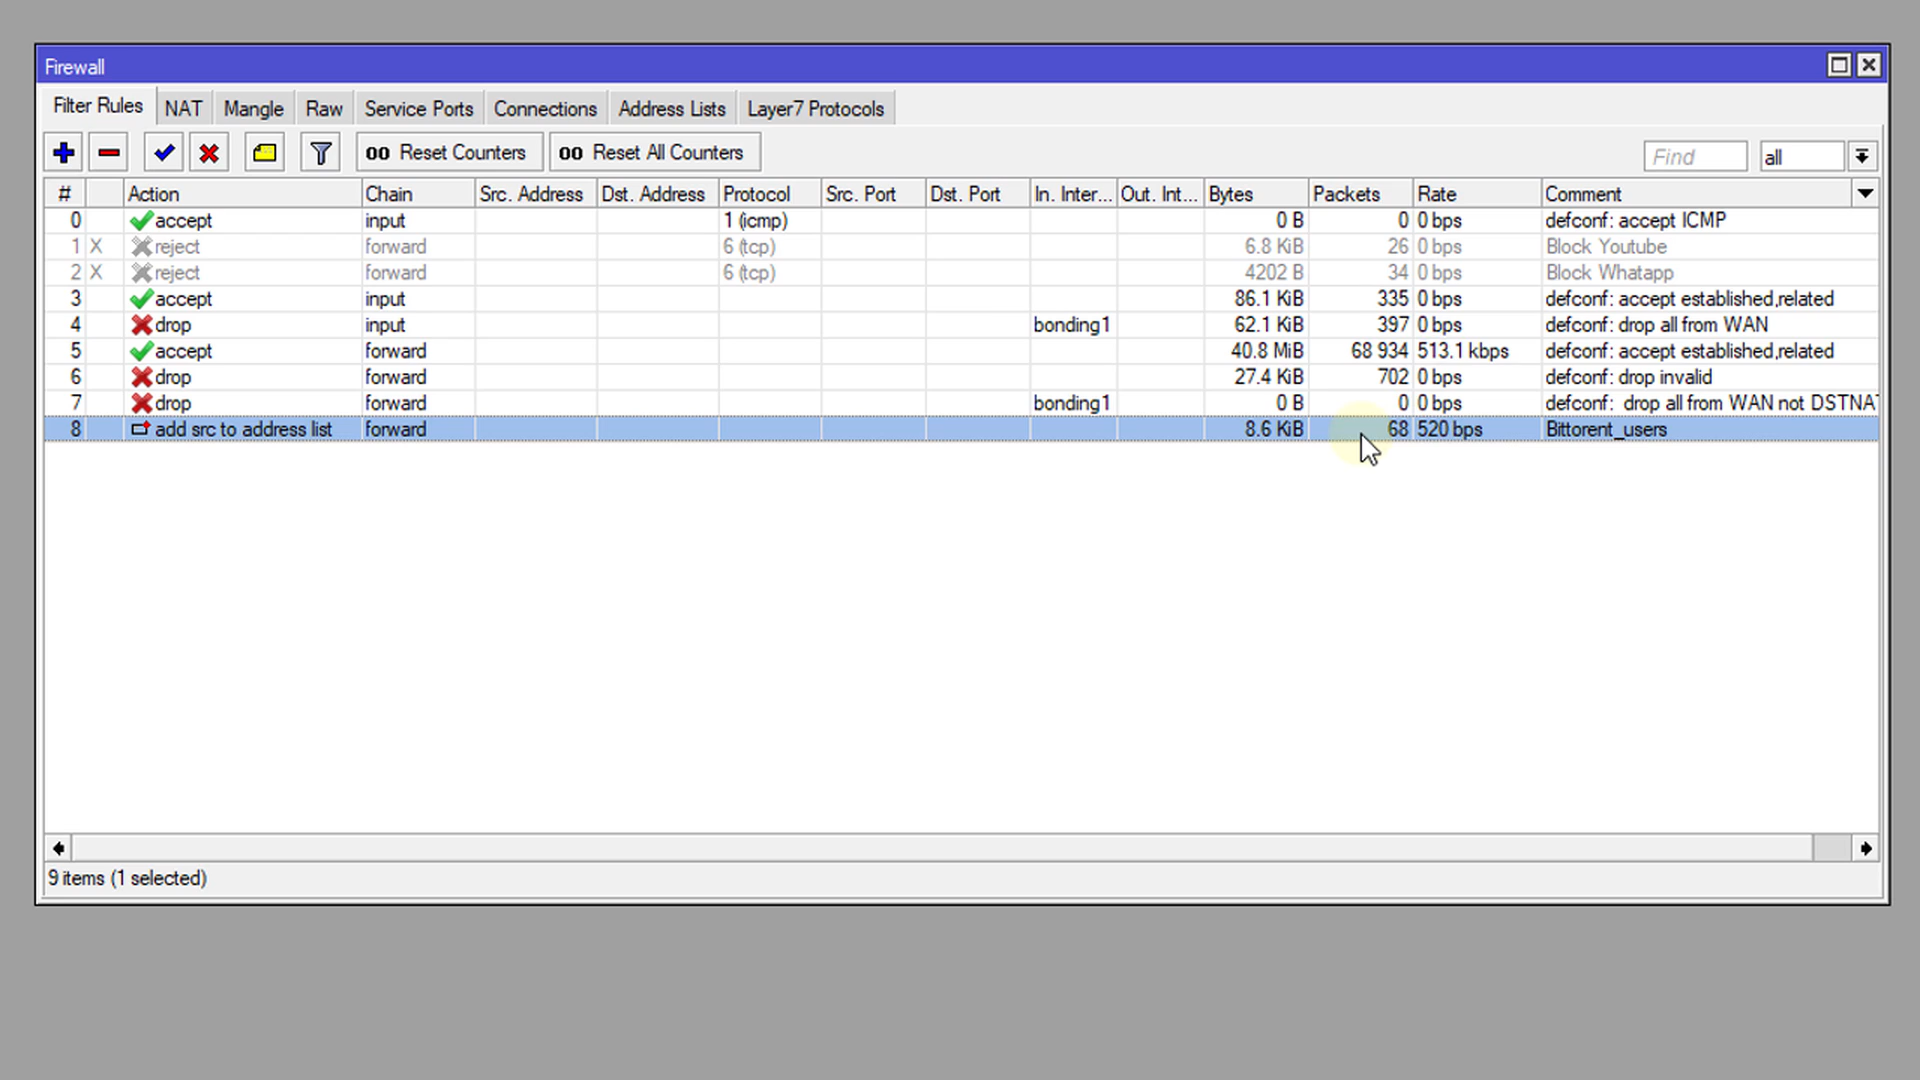 Firewall
Filter Rules NAT Mangle Raw Service Ports Connections Address Lists Layer7 Protocols
00 Reset Counters 00 Reset All Counters Find all
# Action Chain Src. Address Dst. Address Protocol Src. Port Dst. Port In. Inter... Out. Int... Bytes Packets Rate Comment
0 accept input 1 (icmp) 0 B 0 0 bps defconf: accept ICMP
1 X reject forward 6 (tcp) 6.8 KiB 26 0 bps Block Youtube
2 X reject forward 6 (tcp) 4202 B 34 0 bps Block Whatapp
3 accept input 86.1 KiB 335 0 bps defconf: accept established,related
4 drop input bonding1 62.1 KiB 397 0 bps defconf: drop all from WAN
5 accept forward 40.8 MiB 68 934 513.1 kbps defconf: accept established,related
6 drop forward 27.4 KiB 702 0 bps defconf: drop invalid
7 drop forward bonding1 0 B 0 0 bps defconf: drop all from WAN not DSTNA
8 add src to address list forward 8.6 KiB 68 520 bps Bittorent_users
9 items (1 selected)